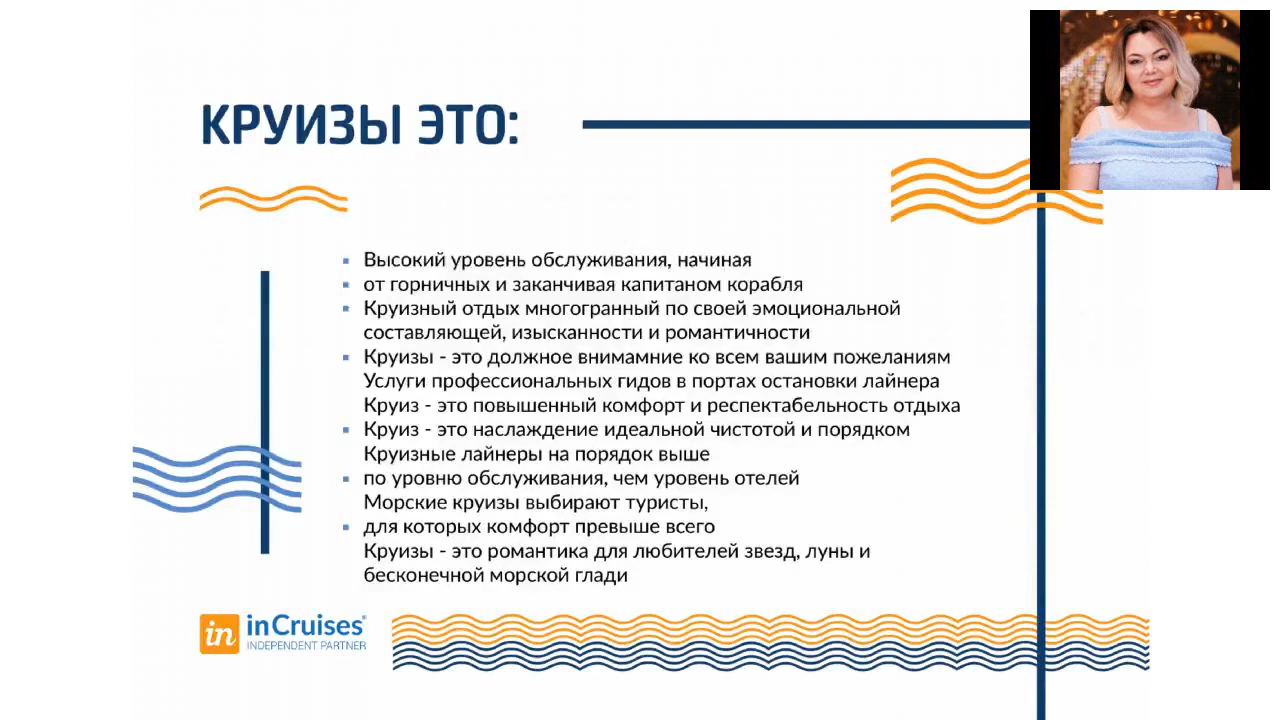 КРУИЗЫ ЭТО:
Высокий уровень обслуживания, начиная
от горничных и заканчивая капитаном корабля
Круизный отдых многогранный по своей эмоциональной
составляющей, изысканности и романтичности
Круизы - это должное внимамние ко всем вашим пожеланиям
Услуги профессиональных гидов в портах остановки лайнера
Круиз - это повышенный комфорт и респектабельность отдыха
Круиз - это наслаждение идеальной чистотой и порядком
Круизные лайнеры на порядок выше
по уровню обслуживания, чем уровень отелей
Морские круизы выбирают туристы,
для которых комфорт превыше всего
Круизы - это романтика для любителей звезд, луны и
бесконечной морской глади
in inCruises®
INDEPENDENT PARTNER